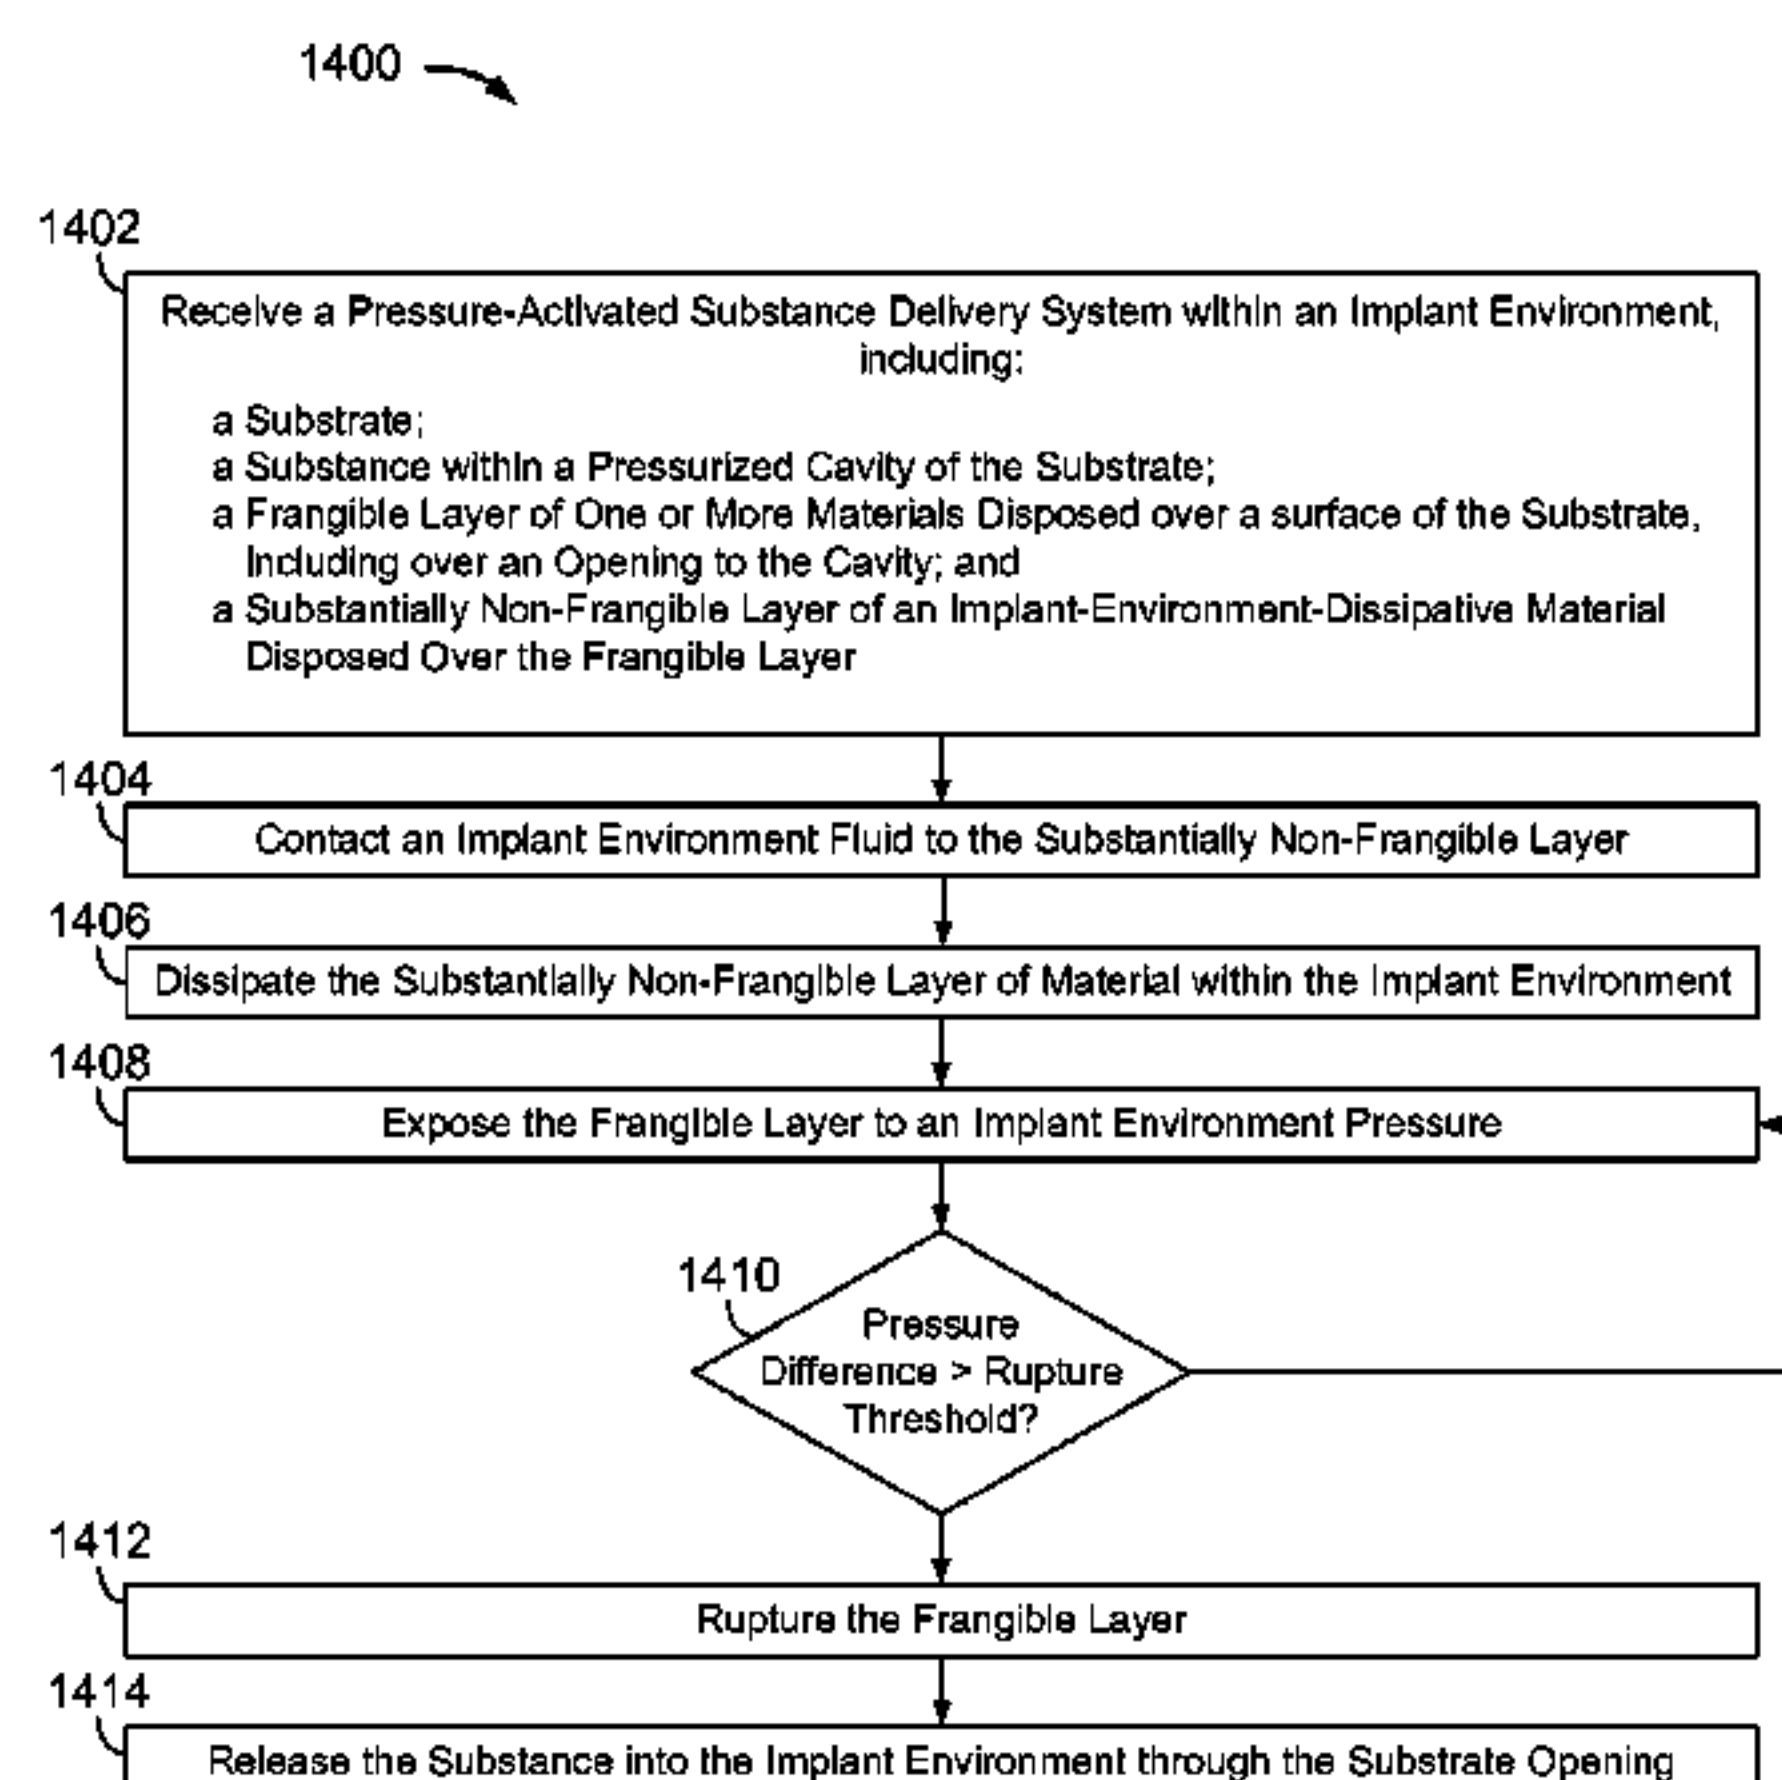 1400
1402
Receive a Pressure-Activated Substance Delivery System within an Implant Environment,
including:
a Substrate;
a Substance within a Pressurized Cavity of the Substrate;
a Frangible Layer of One or More Materials Disposed over a surface of the Substrate,
Including over an Opening to the Cavity; and
a Substantially Non-Frangible Layer of an Implant-Environment-Dissipative Material
Disposed Over the Frangible Layer
1404
Contact an Implant Environment Fluid to the Substantially Non-Frangible Layer
1406
Dissipate the Substantially Non-Frangible Layer of Material within the Implant Environment
1408
Expose the Frangible Layer to an Implant Environment Pressure
1410
Pressure
Difference > Rupture
Threshold?
1412
Rupture the Frangible Layer
1414
Release the Substance into the Implant Environment through the Substrate Opening